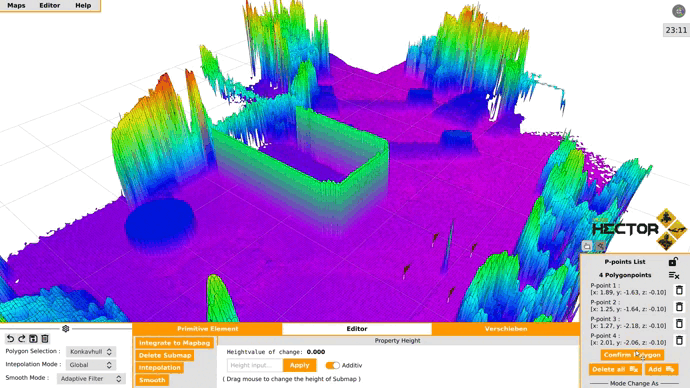 Maps Editor Help
23:11
HECTOR
P-points List
4 Polygonpoints
P-point 1 :
[x: 1.89, y: -1.63, z: -0.10]
P-point 2 :
[x: 1.25, y: -1.64, z: -0.10]
P-point 3 :
[x: 1.27, y: -2.18, z: -0.10]
P-point 4 :
[x: 2.01, y: -2.06, z: -0.10]
Confirm Polygon
Delete all Add
Mode Change As
Primitive Element Editor Verschieben
Polygon Selection : Konkavhull
Intepolation Mode : Global
Smooth Mode : Adaptive Filter
Integrate to Mapbag
Delete Submap
Intepolation
Smooth
Property Height
Heightvalue of change: 0.000
Height input... Apply Additiv
( Drag mouse to change the height of Submap )